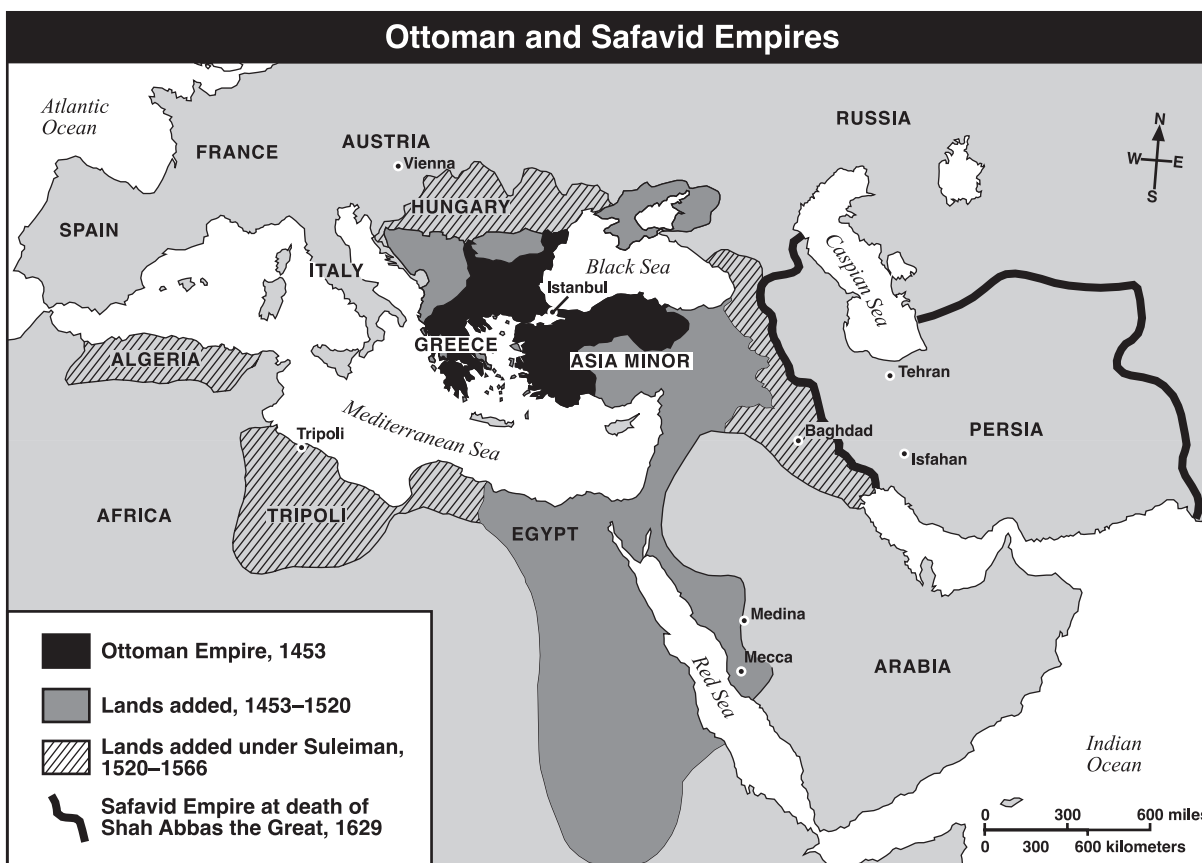 Ottoman and Safavid Empires
Atlantic
Ocean
RUSSIA
N
W E
S
AUSTRIA
FRANCE
Vienna
HUNGARY
SPAIN
ITALY
Black Sea
Caspian Sea
Istanbul
GREECE
ASIA MINOR
ALGERIA
Tehran
Mediterranean Sea
Tripoli
Baghdad
PERSIA
Isfahan
AFRICA
TRIPOLI
EGYPT
Medina
Mecca
Red Sea
ARABIA
Indian
Ocean
Ottoman Empire, 1453
Lands added, 1453–1520
Lands added under Suleiman,
1520–1566
Safavid Empire at death of
Shah Abbas the Great, 1629
0 300 600 miles
0 300 600 kilometers